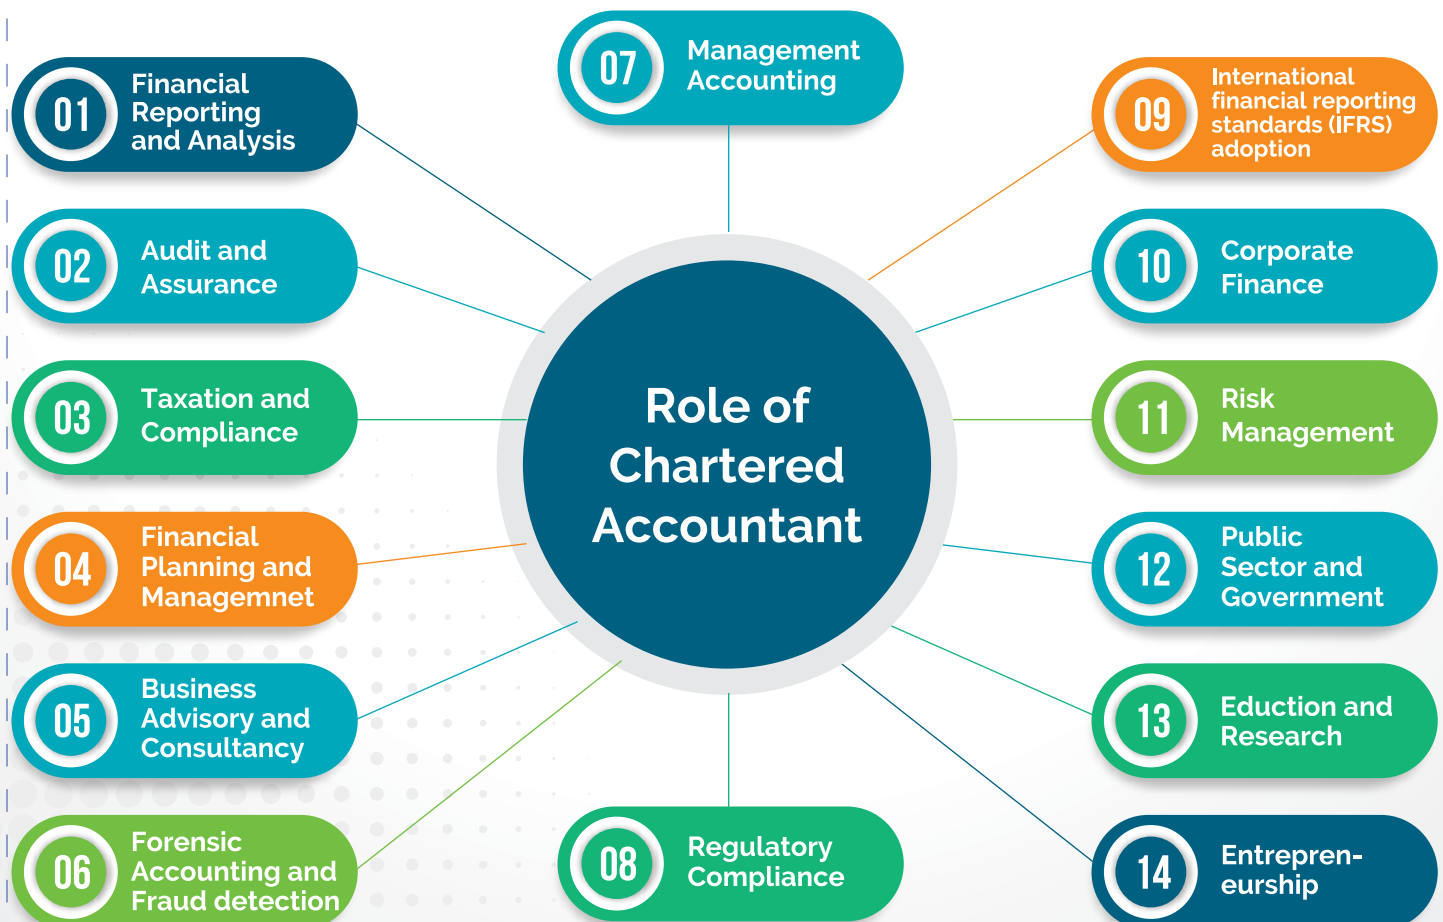 01
Financial
Reporting
and Analysis
02
Audit and
Assurance
03
Taxation and
Compliance
04
Financial
Planning and
Managemnet
05
Business
Advisory and
Consultancy
06
Forensic
Accounting and
Fraud detection
07
Management
Accounting
Role of
Chartered
Accountant
08
Regulatory
Compliance
09
International
financial reporting
standards (IFRS)
adoption
10
Corporate
Finance
11
Risk
Management
12
Public
Sector and
Government
13
Eduction and
Research
14
Entrepren-
eurship